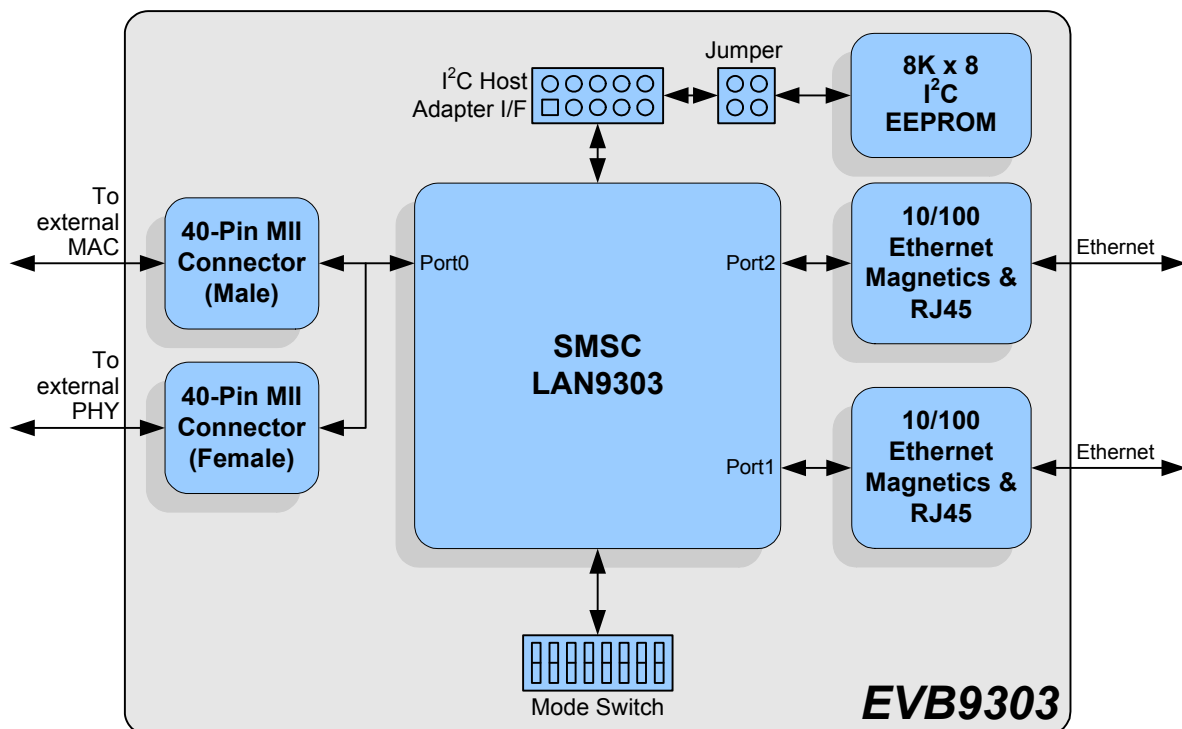 Jumper
I²C Host
Adapter I/F
8K x 8
I²C
EEPROM
To
external
MAC
40-Pin MII
Connector
(Male)
Port0
Port2
10/100
Ethernet
Magnetics &
RJ45
Ethernet
SMSC
LAN9303
To
external
PHY
40-Pin MII
Connector
(Female)
Port1
10/100
Ethernet
Magnetics &
RJ45
Ethernet
Mode Switch
EVB9303